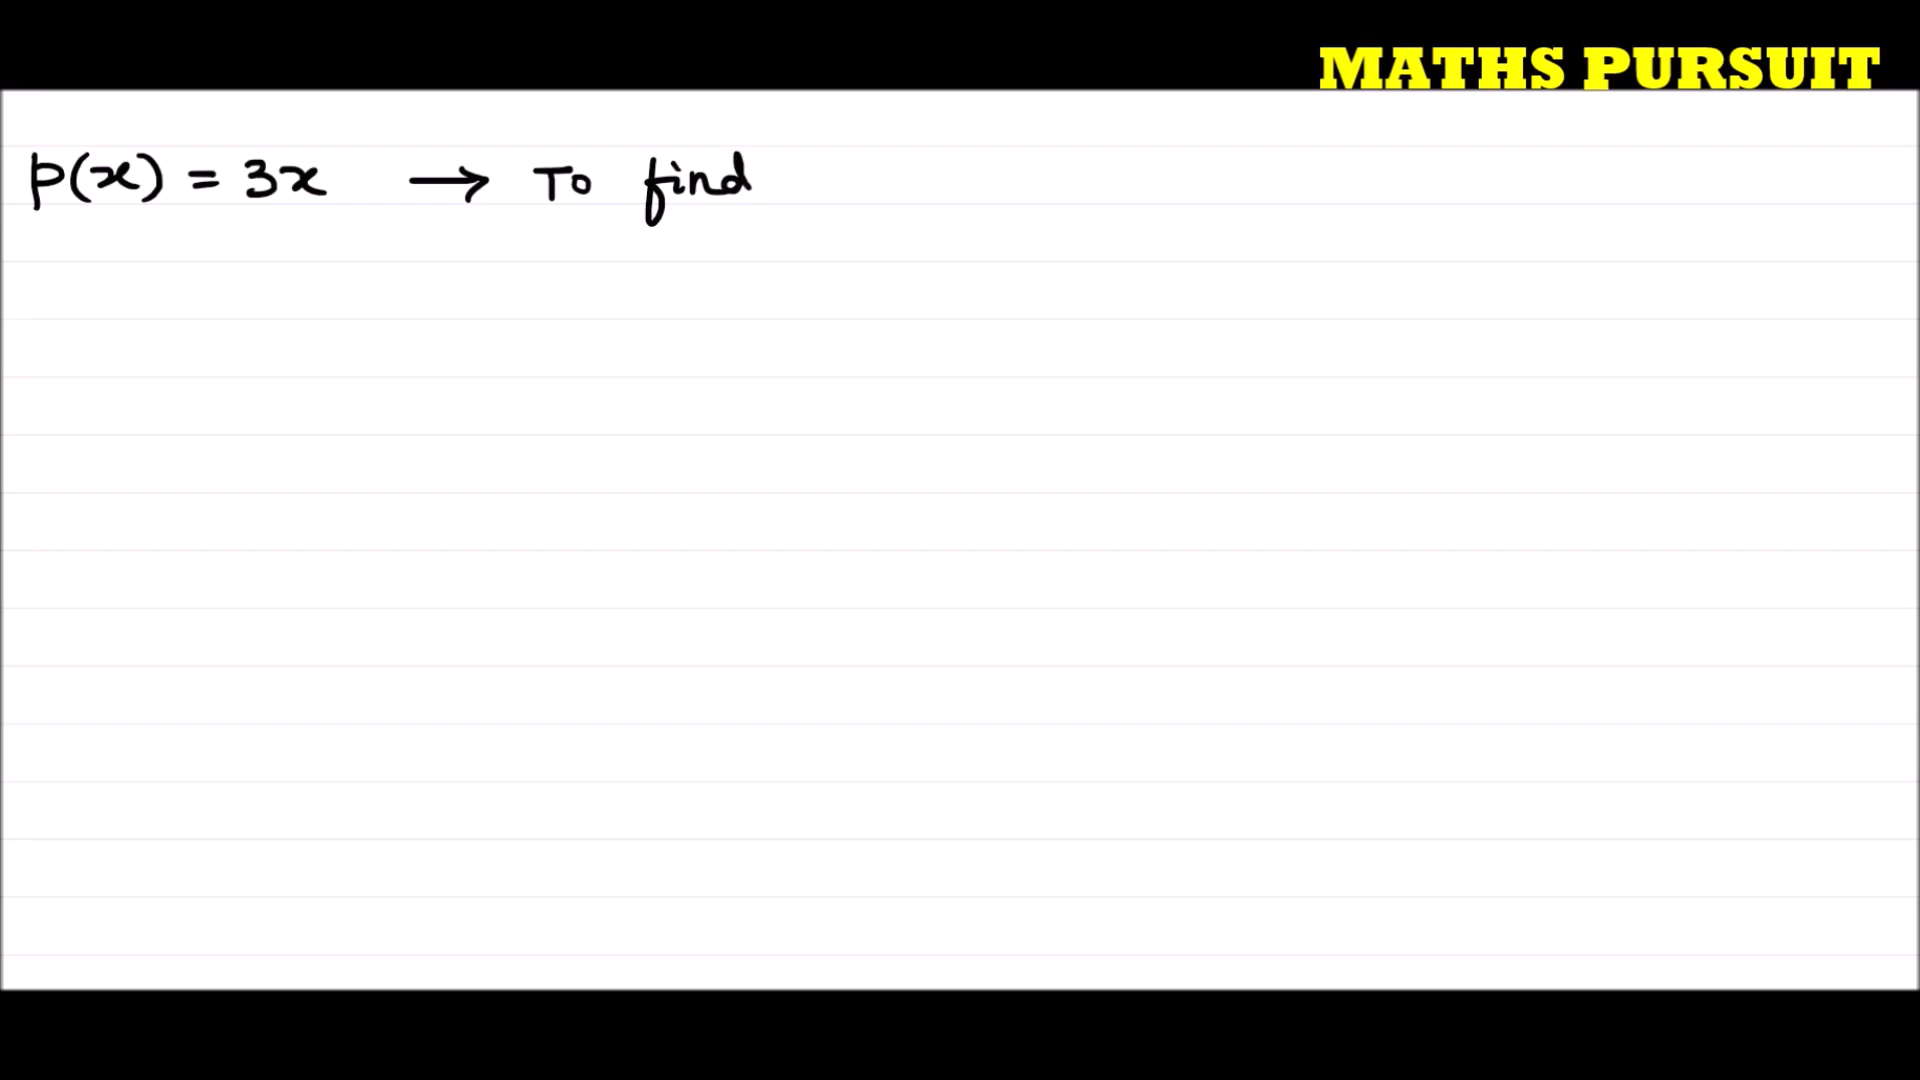 MATHS PURSUIT
p(x) = 3x → To find